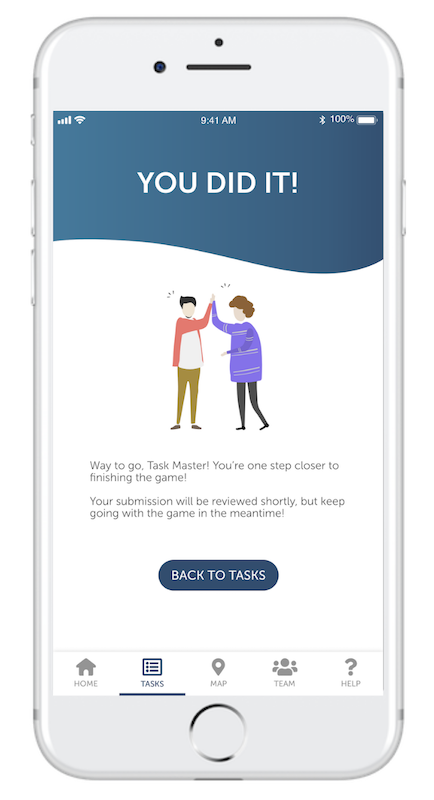 9:41 AM
100%
YOU DID IT!
Way to go, Task Master! You're one step closer to
finishing the game!
Your submission will be reviewed shortly, but keep
going with the game in the meantime!
BACK TO TASKS
HOME
TASKS
MAP
TEAM
HELP